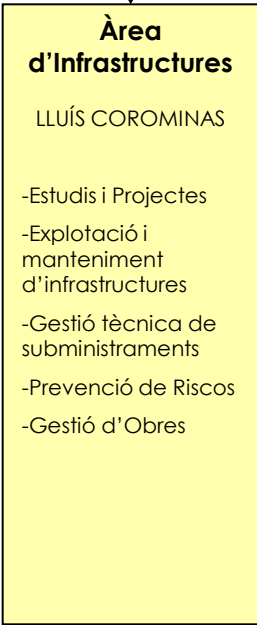 Àrea
d’Infrastructures
LLUÍS COROMINAS
-Estudis i Projectes
-Explotació i
manteniment
d’infrastructures
-Gestió tècnica de
subministraments
-Prevenció de Riscos
-Gestió d’Obres